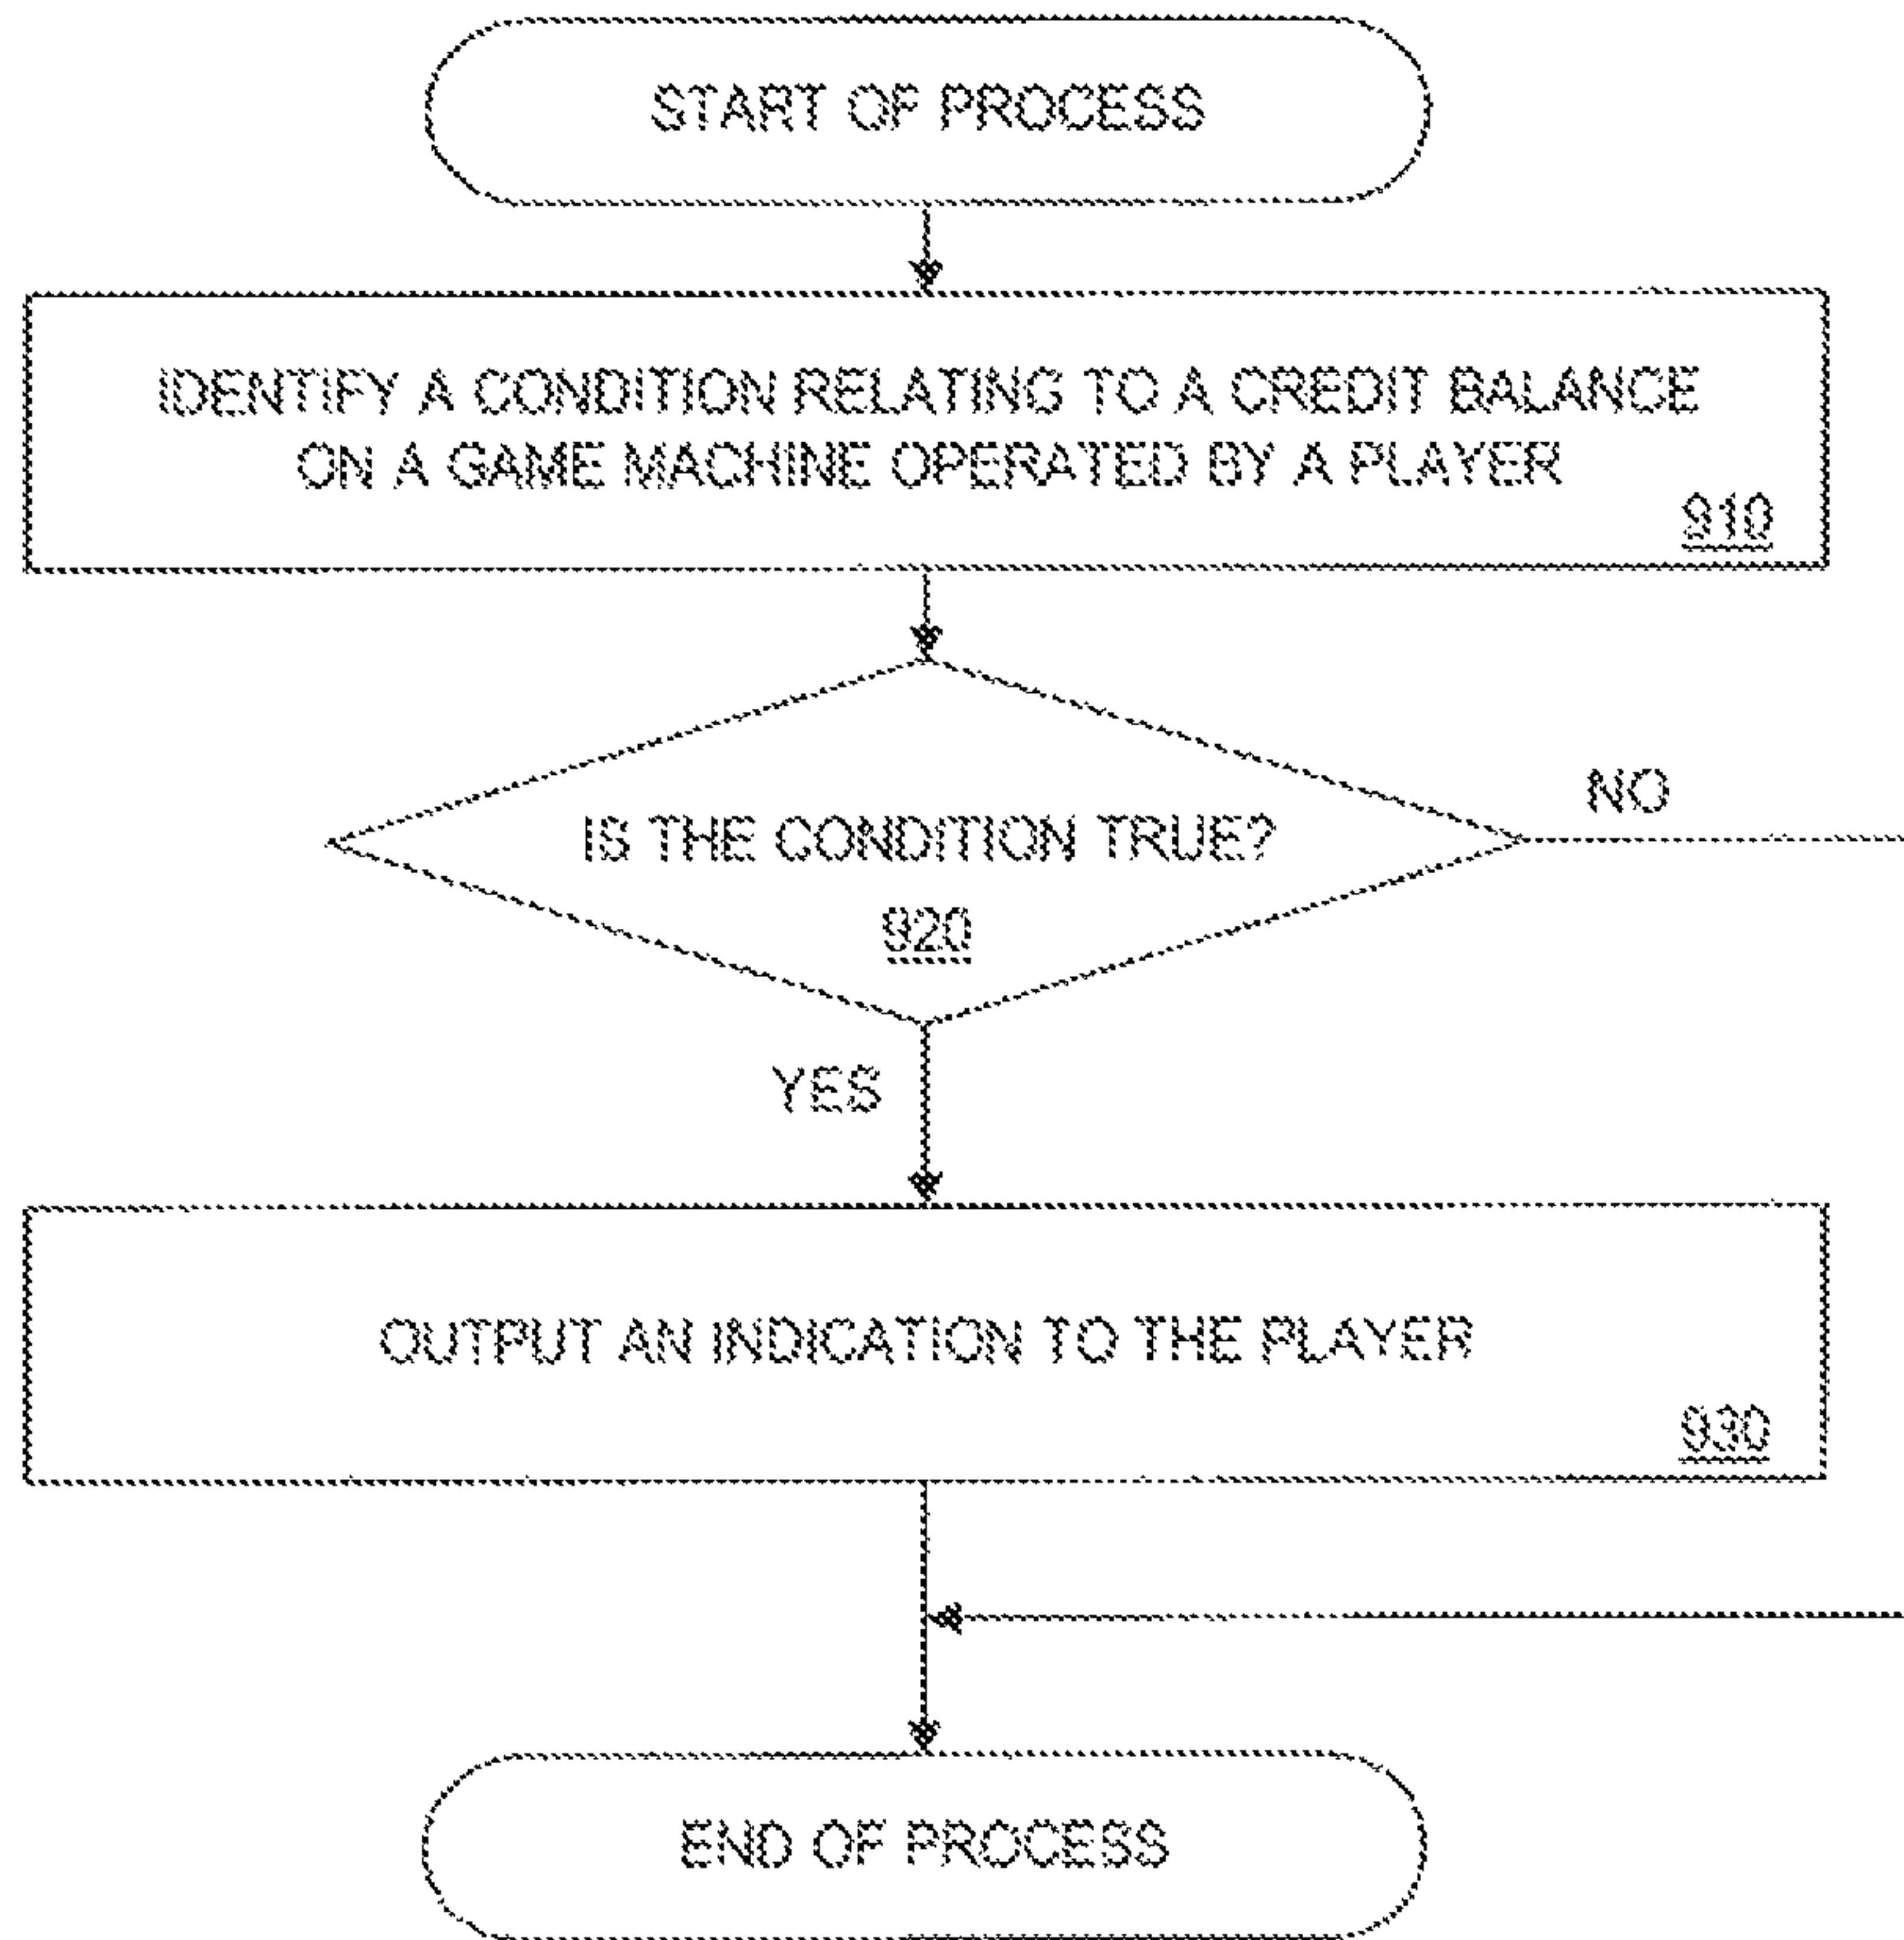 START OF PROCESS
IDENTIFY A CONDITION RELATING TO A CREDIT BALANCE
ON A GAME MACHINE OPERATED BY A PLAYER
910
IS THE CONDITION TRUE?
NO
920
YES
OUTPUT AN INDICATION TO THE PLAYER
930
END OF PROCESS